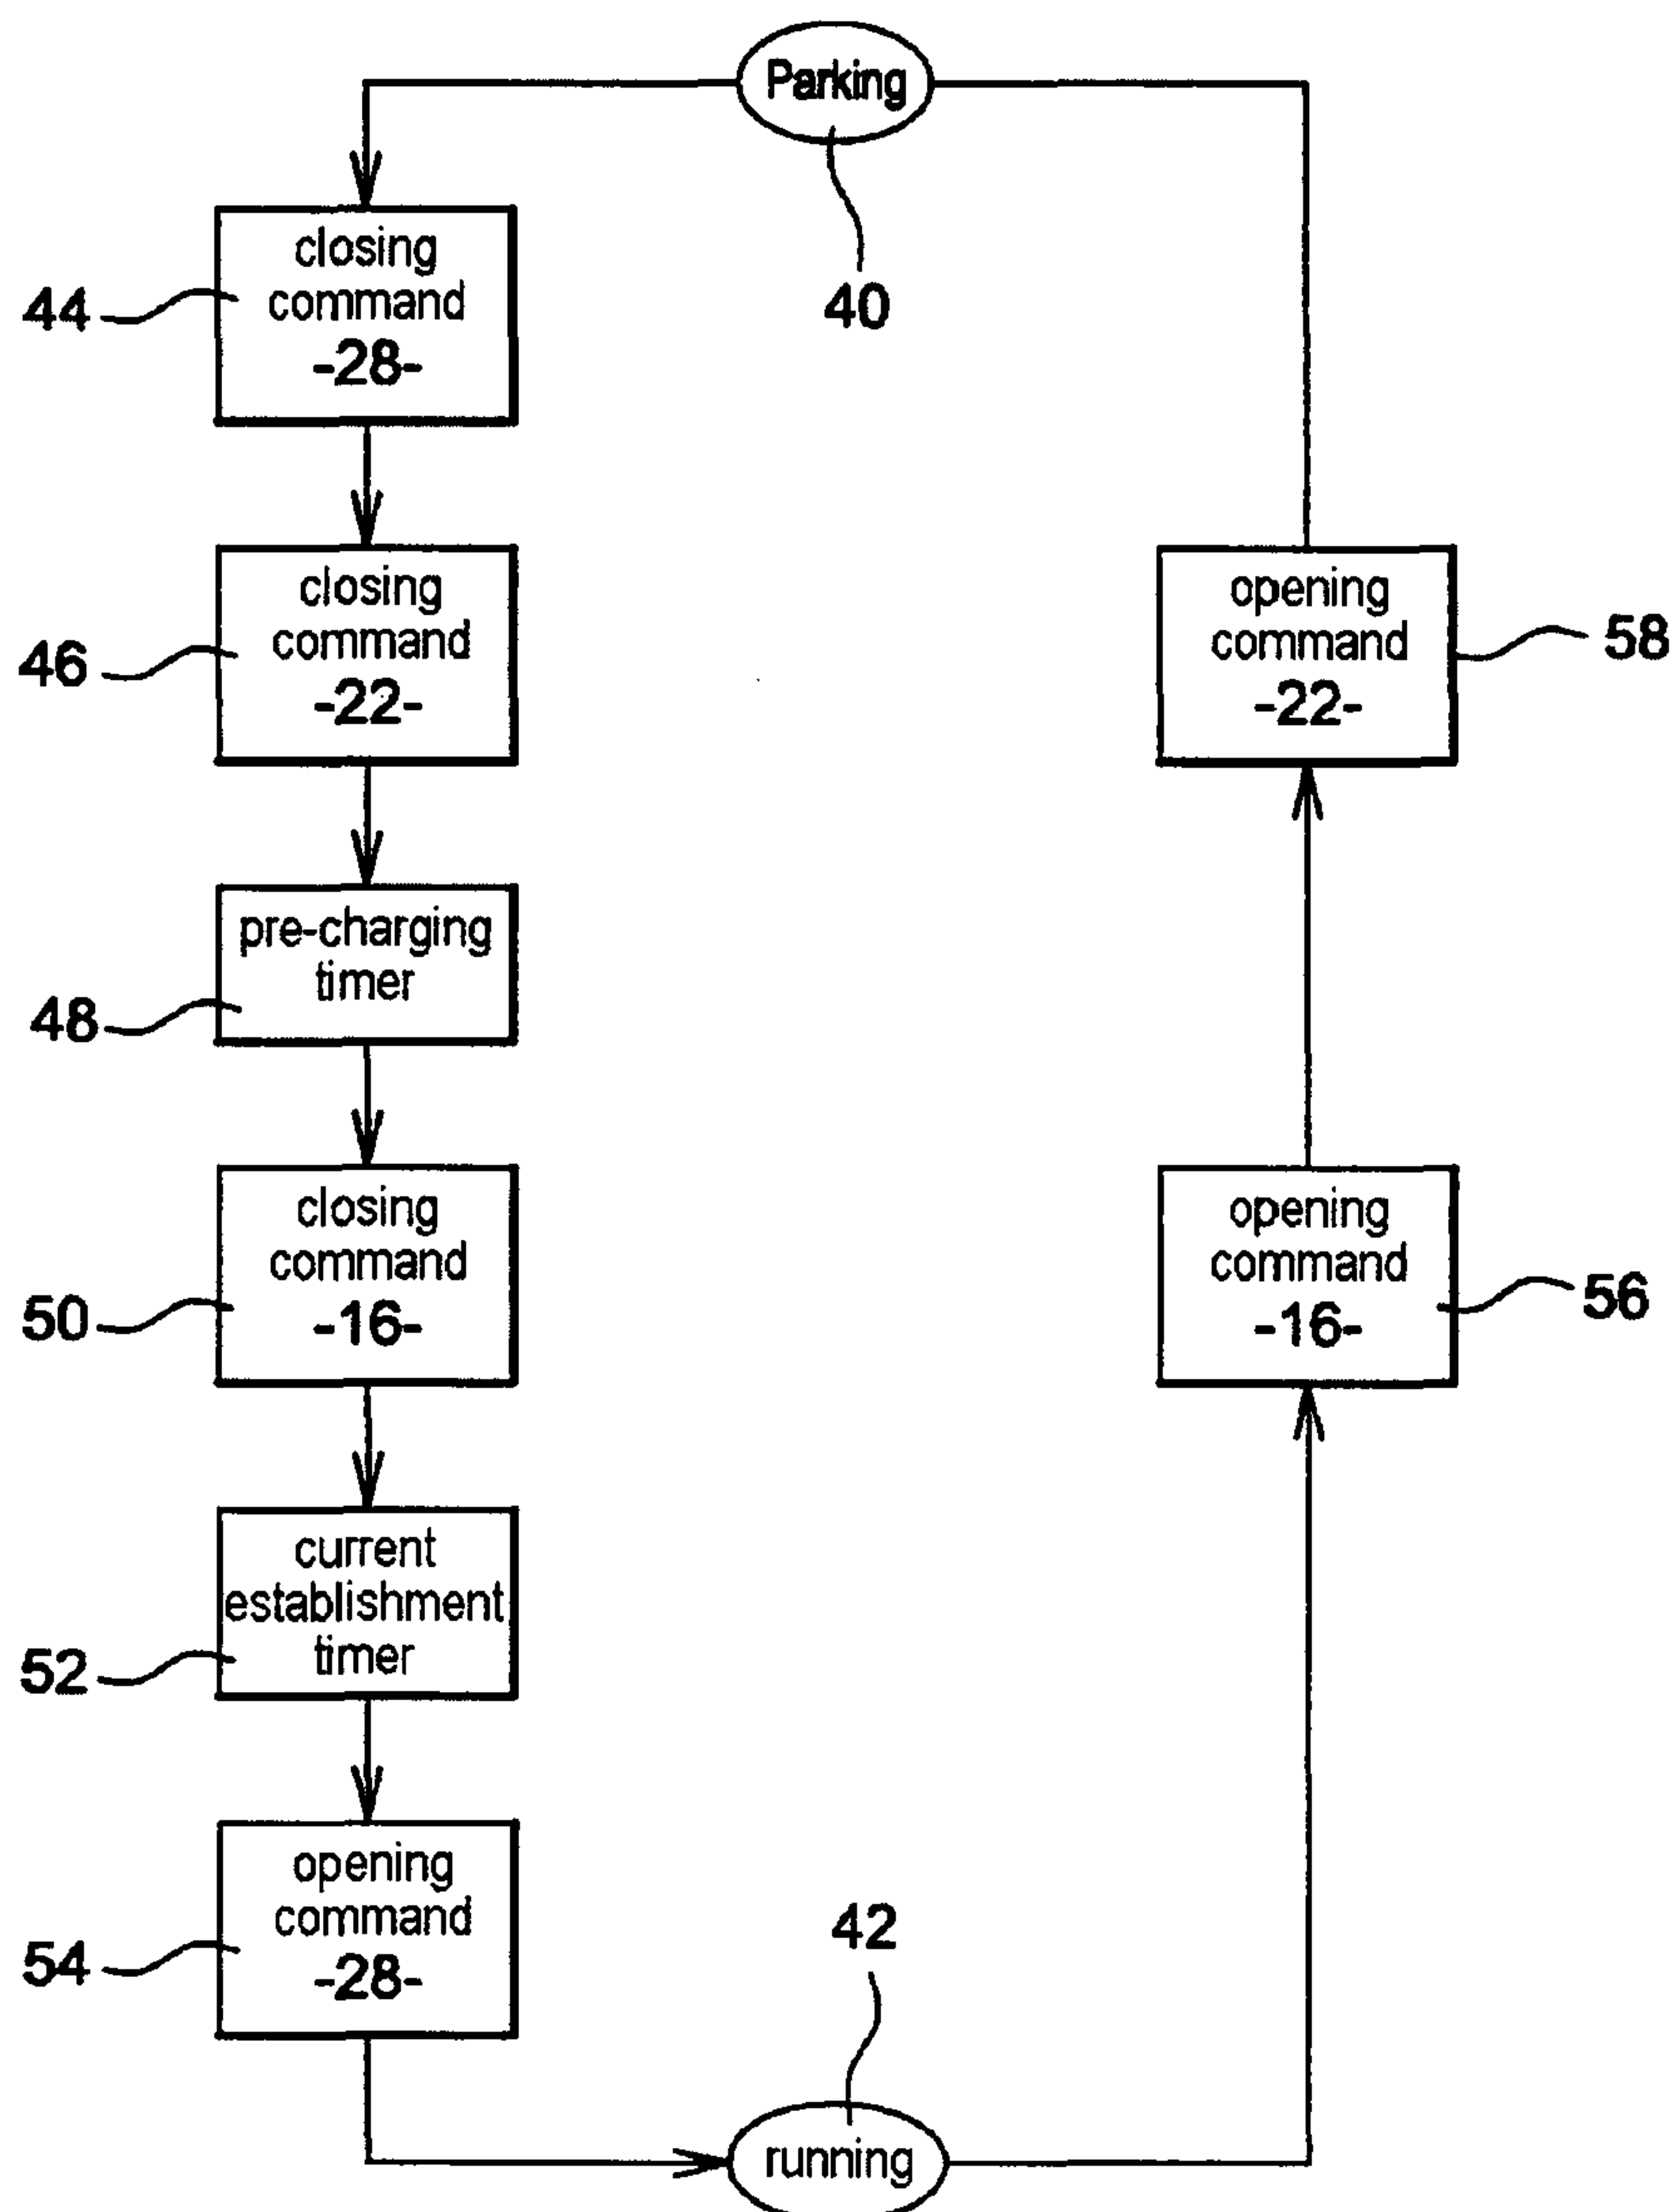 Parking
40
closing
command
-28-
44
closing
command
-22-
46
pre-charging
timer
48
closing
command
-16-
50
current
establishment
timer
52
opening
command
-28-
54
42
running
opening
command
-16-
56
opening
command
-22-
58